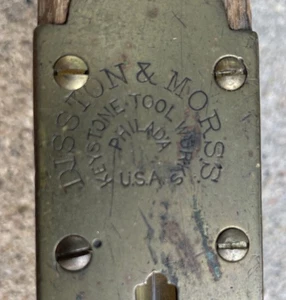 DISSTON & MORSS
KEYSTONE TOOL WORKS
PHILADA
U.S.A